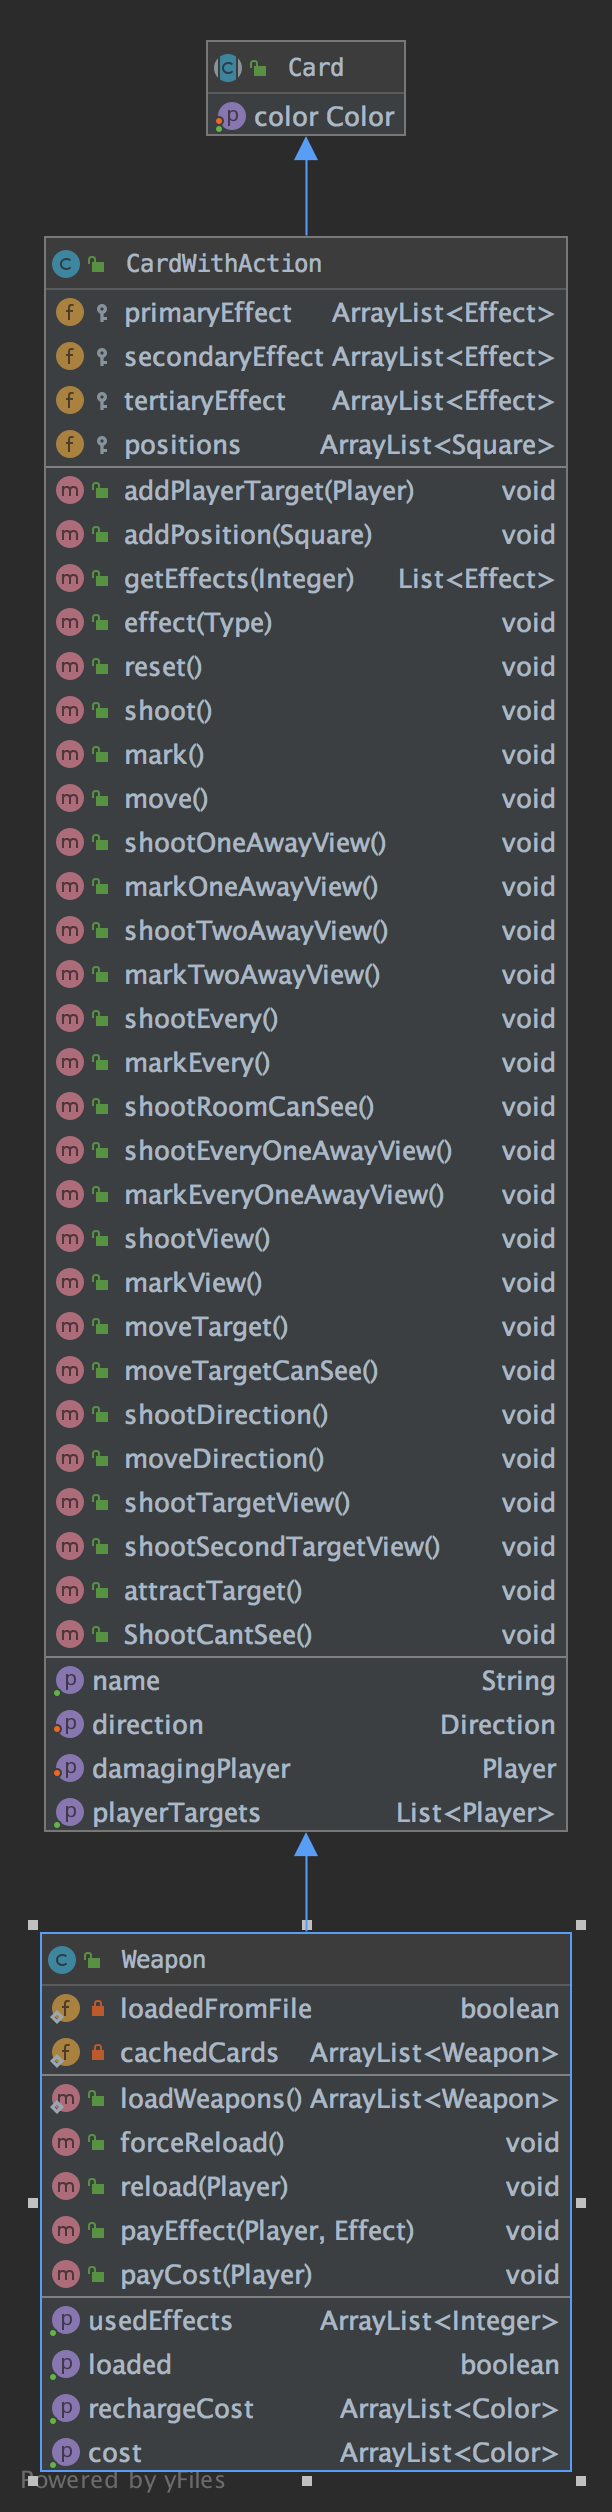 Card
color Color
CardWithAction
primaryEffect ArrayList<Effect>
secondaryEffect ArrayList<Effect>
tertiaryEffect ArrayList<Effect>
positions ArrayList<Square>
addPlayerTarget(Player) void
addPosition(Square) void
getEffects(Integer) List<Effect>
effect(Type) void
reset() void
shoot() void
mark() void
move() void
shootOneAwayView() void
markOneAwayView() void
shootTwoAwayView() void
markTwoAwayView() void
shootEvery() void
markEvery() void
shootRoomCanSee() void
shootEveryOneAwayView() void
markEveryOneAwayView() void
shootView() void
markView() void
moveTarget() void
moveTargetCanSee() void
shootDirection() void
moveDirection() void
shootTargetView() void
shootSecondTargetView() void
attractTarget() void
ShootCantSee() void
name String
direction Direction
damagingPlayer Player
playerTargets List<Player>
Weapon
loadedFromFile boolean
cachedCards ArrayList<Weapon>
loadWeapons() ArrayList<Weapon>
forceReload() void
reload(Player) void
payEffect(Player, Effect) void
payCost(Player) void
usedEffects ArrayList<Integer>
loaded boolean
rechargeCost ArrayList<Color>
cost ArrayList<Color>
Powered by yFiles